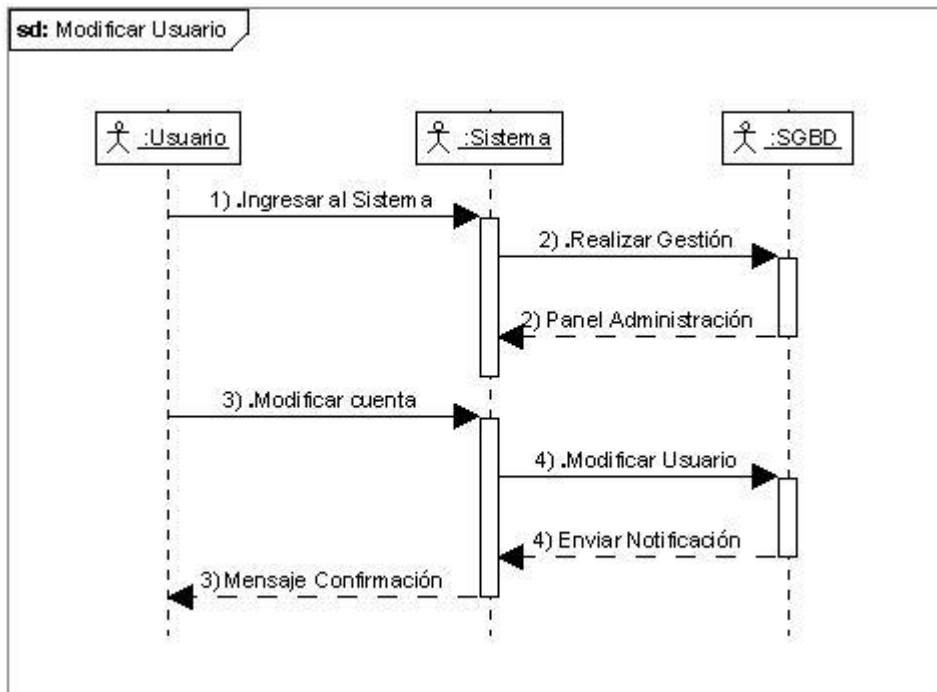 sd: Modificar Usuario
:Usuario
:Sistema
:SGBD
1) .Ingresar al Sistema
2) .Realizar Gestión
2) Panel Administración
3) .Modificar cuenta
4) .Modificar Usuario
4) Enviar Notificación
3) Mensaje Confirmación